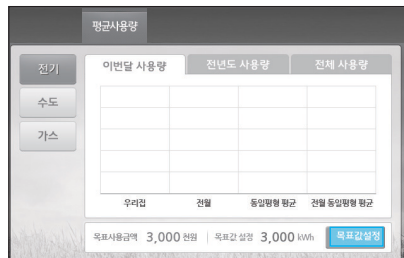 평균사용량
전기
수도
가스
이번달 사용량 전년도 사용량 전체 사용량
우리집 전월 동일평형 평균 전월 동일평형 평균
목표사용금액 3,000 천원 목표값 설정 3,000 kWh 목표값설정